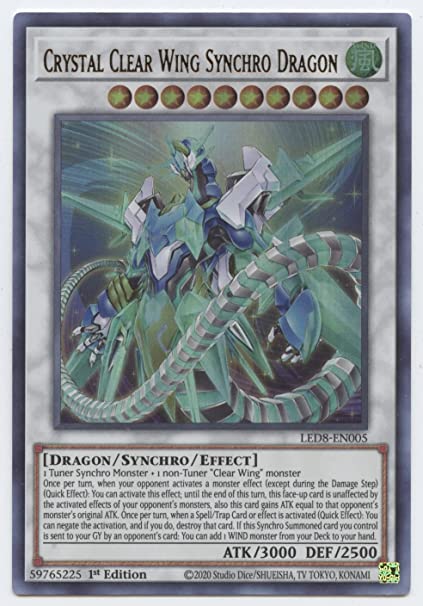 CRYSTAL CLEAR WING SYNCHRO DRAGON
WIND
風
LED8-EN005
[DRAGON/SYNCHRO/EFFECT]
1 Tuner Synchro Monster + 1 non-Tuner "Clear Wing" monster
Once per turn, when your opponent activates a monster effect (except during the Damage Step)
(Quick Effect): You can activate this effect; until the end of this turn, this face-up card is unaffected by
the activated effects of your opponent's monsters, also this card gains ATK equal to that opponent's
monster's original ATK. Once per turn, when a Spell/Trap Card or effect is activated (Quick Effect): You
can negate the activation, and if you do, destroy that card. If this Synchro Summoned card you control
is sent to your GY by an opponent's card: You can add 1 WIND monster from your Deck to your hand.
ATK/3000 DEF/2500
59765225 1st Edition ©2020 Studio Dice/SHUEISHA, TV TOKYO, KONAMI